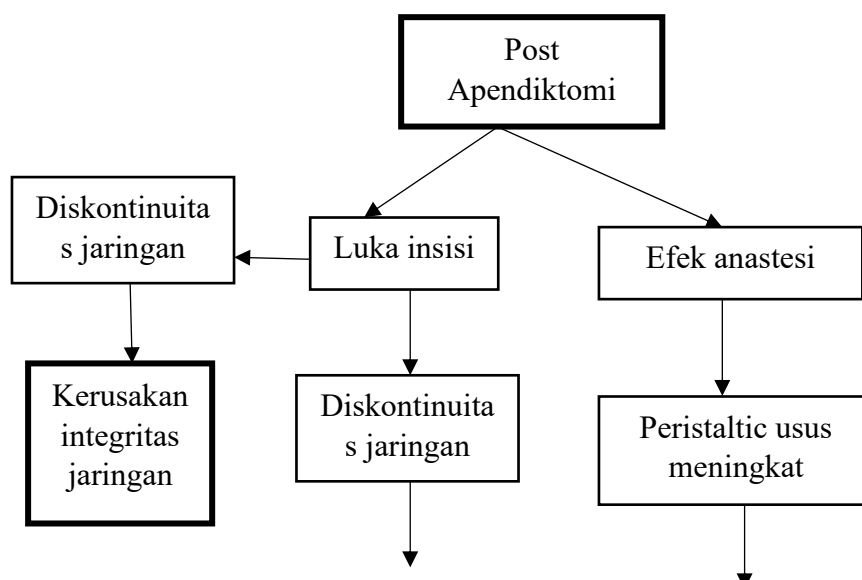 Post
Apendiktomi
Diskontinuita
s jaringan
Luka insisi
Efek anastesi
Kerusakan
integritas
jaringan
Diskontinuita
s jaringan
Peristaltic usus
meningkat